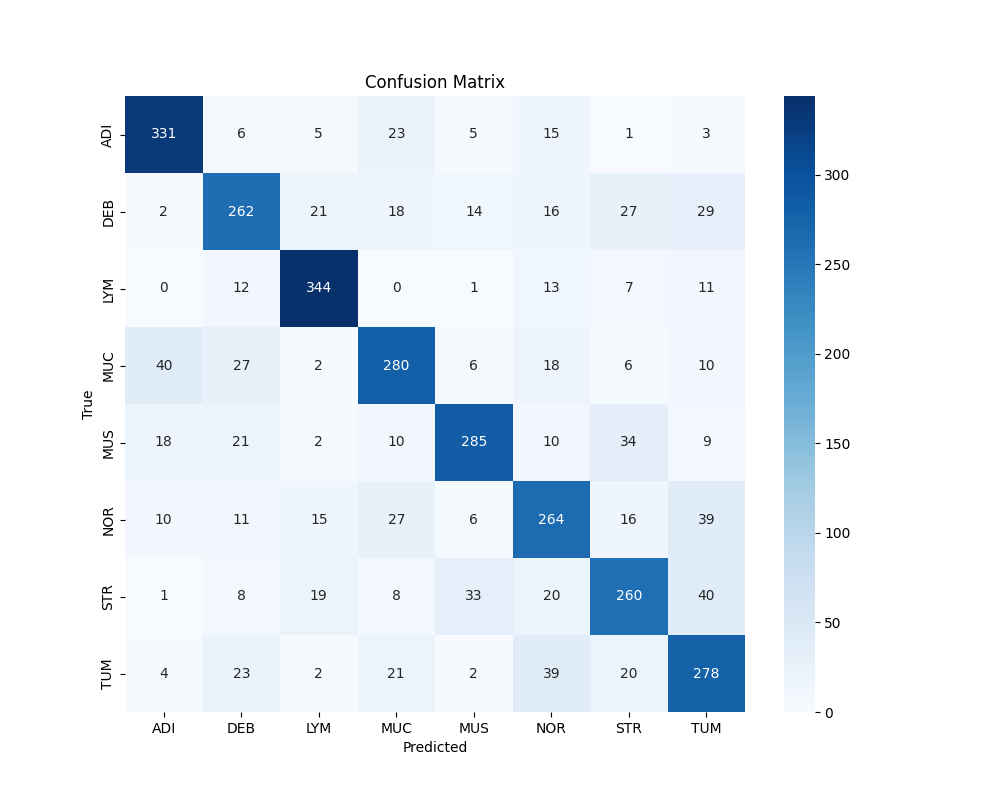 Confusion Matrix
ADI 331 6 5 23 5 15 1 3
DEB 2 262 21 18 14 16 27 29
LYM 0 12 344 0 1 13 7 11
MUC 40 27 2 280 6 18 6 10
MUS 18 21 2 10 285 10 34 9
NOR 10 11 15 27 6 264 16 39
STR 1 8 19 8 33 20 260 40
TUM 4 23 2 21 2 39 20 278
ADI DEB LYM MUC MUS NOR STR TUM
Predicted
True
300
250
200
150
100
50
0